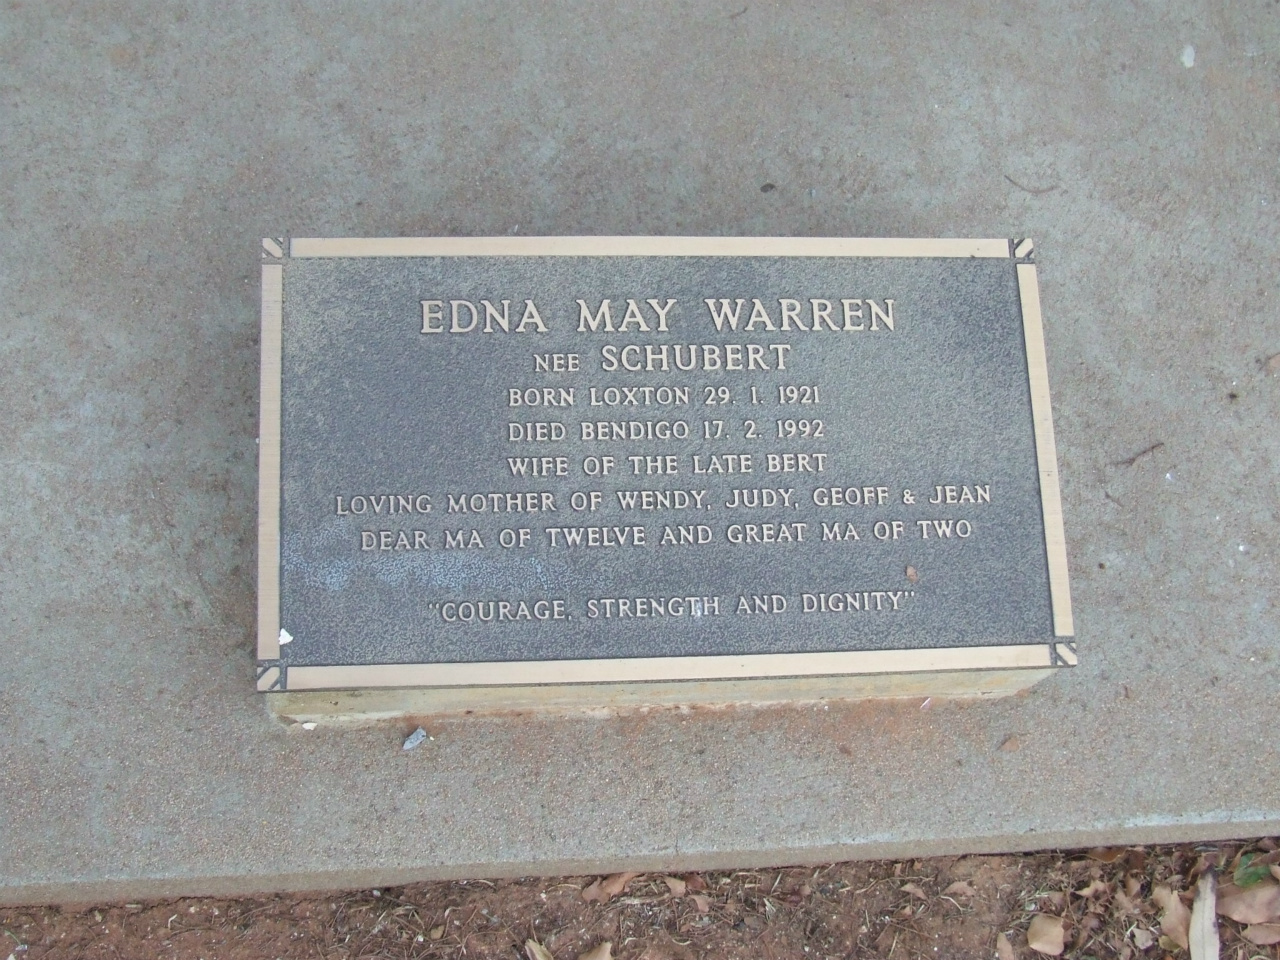 EDNA MAY WARREN
NEE SCHUBERT
BORN LOXTON 29. 1. 1921
DIED BENDIGO 17. 2. 1992
WIFE OF THE LATE BERT
LOVING MOTHER OF WENDY, JUDY, GEOFF & JEAN
DEAR MA OF TWELVE AND GREAT MA OF TWO
"COURAGE, STRENGTH AND DIGNITY"